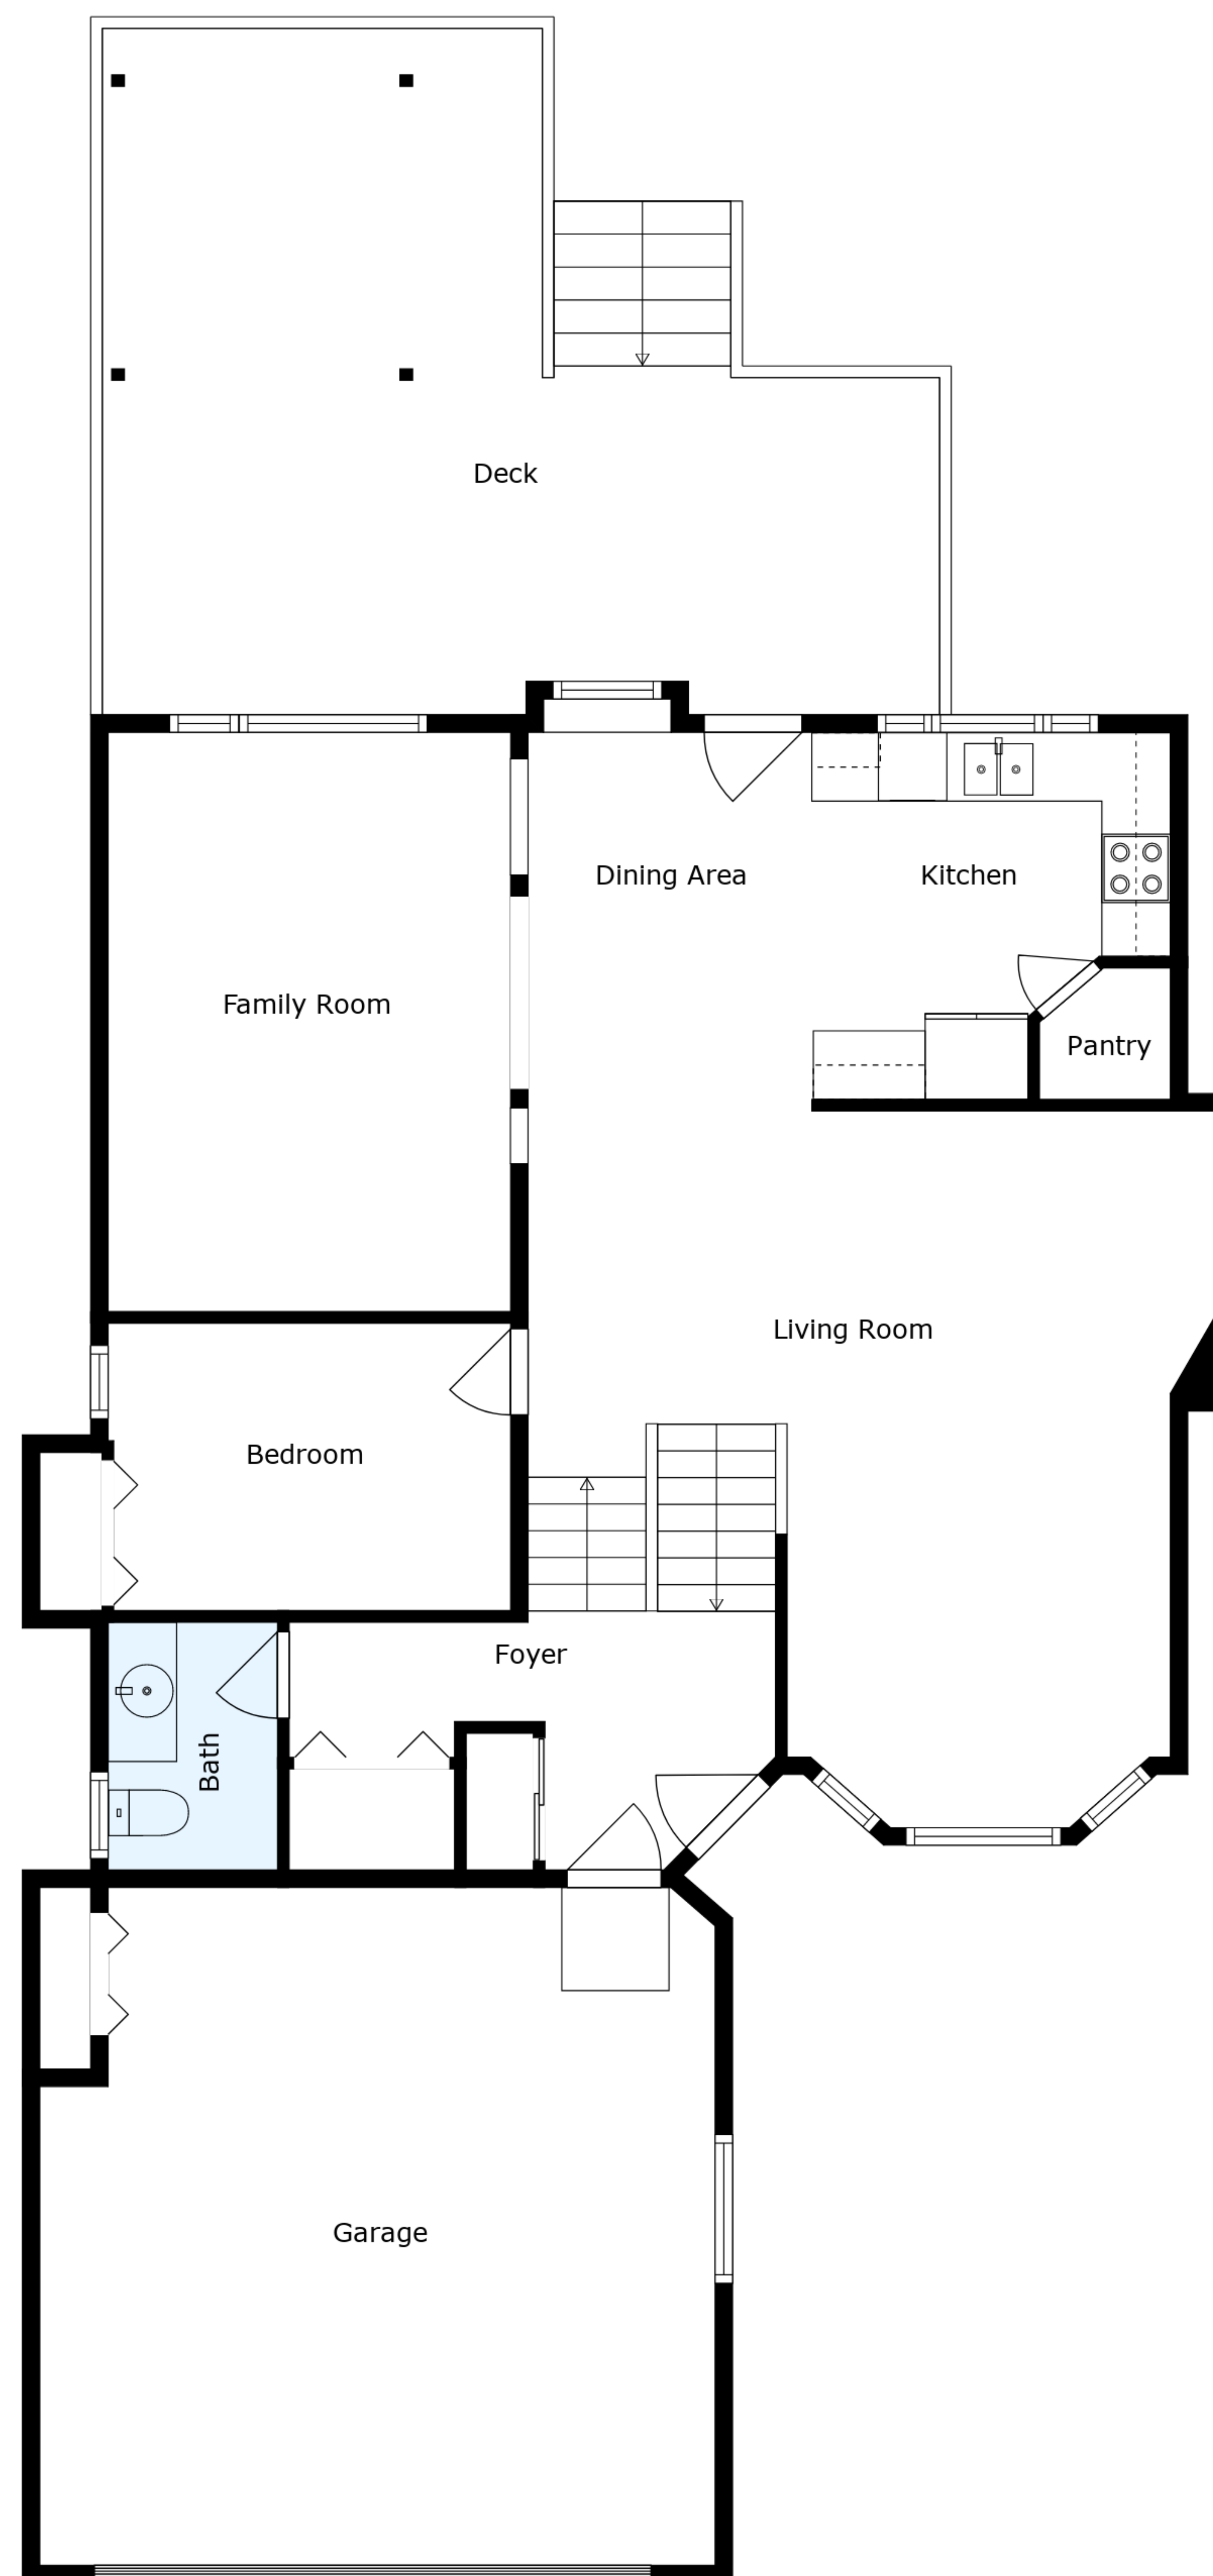 Deck
Dining Area
Kitchen
Family Room
Pantry
Living Room
Bedroom
Foyer
Bath
Garage